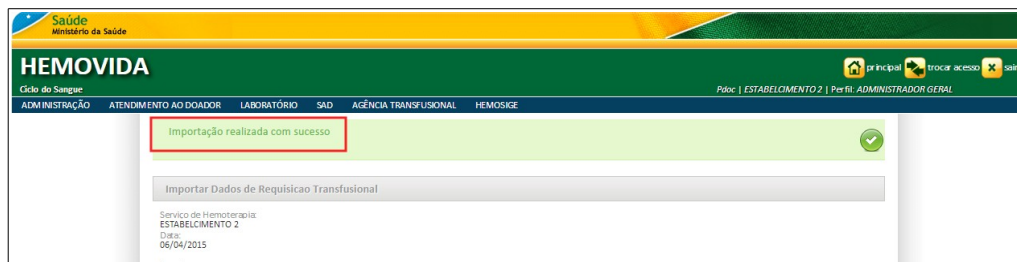 Saúde
Ministério da Saúde
HEMOVIDA
principal trocar acesso sair
Ciclo do Sangue
Pdoc | ESTABELCIMENTO 2 | Perfil: ADMINISTRADOR GERAL
ADMINISTRAÇÃO ATENDIMENTO AO DOADOR LABORATÓRIO SAD AGÊNCIA TRANSFUSIONAL HEMOSIGE
Importação realizada com sucesso
Importar Dados de Requisicao Transfusional
Serviço de Hemoterapia:
ESTABELCIMENTO 2
Data:
06/04/2015